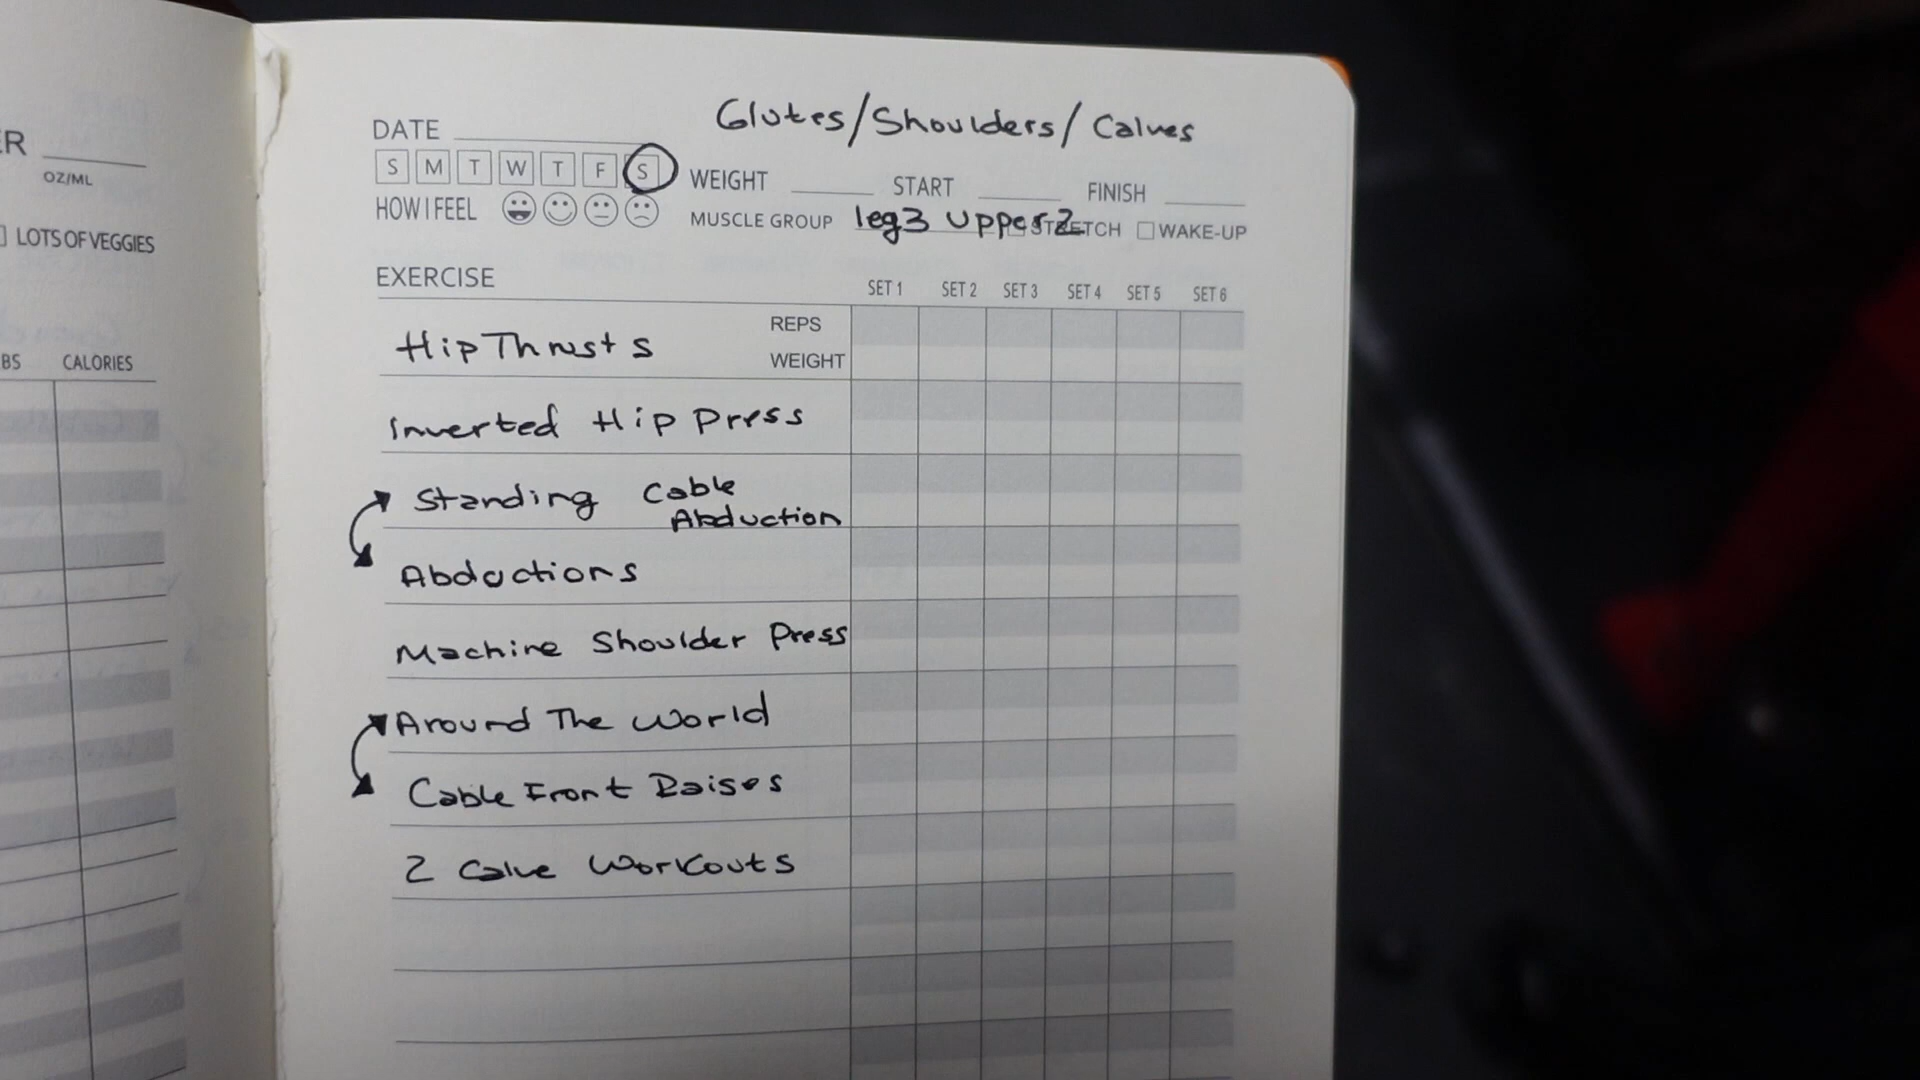 ER
OZ/ML
LOTS OF VEGGIES
BS CALORIES
Glutes/Shoulders/Calves
DATE
S M T W T F S
WEIGHT START FINISH
HOW I FEEL
MUSCLE GROUP leg3 Upper2 STRETCH WAKE-UP
EXERCISE SET 1 SET 2 SET 3 SET 4 SET 5 SET 6
Hip Thrusts REPS
WEIGHT
Inverted Hip Press
Standing Cable
Abduction
Abductions
Machine Shoulder Press
Around The World
Cable Front Raises
2 Calve Workouts